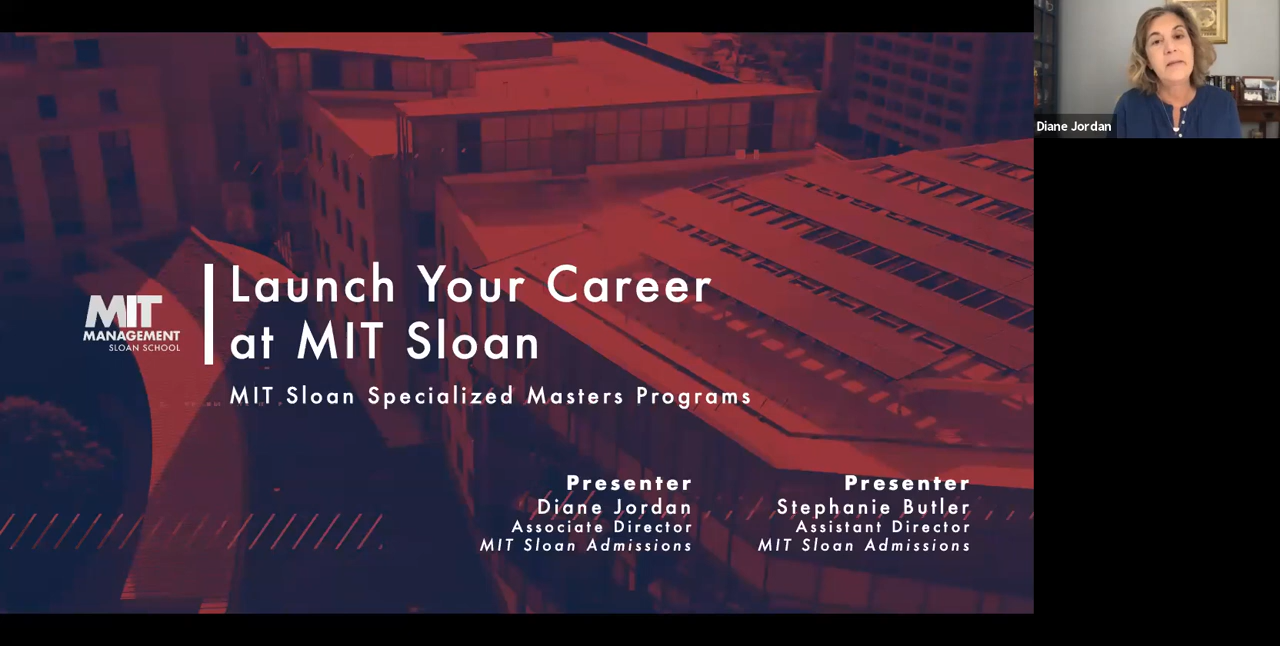 MIT
MANAGEMENT
SLOAN SCHOOL
Launch Your Career
at MIT Sloan
MIT Sloan Specialized Masters Programs
Presenter
Diane Jordan
Associate Director
MIT Sloan Admissions
Presenter
Stephanie Butler
Assistant Director
MIT Sloan Admissions
Diane Jordan